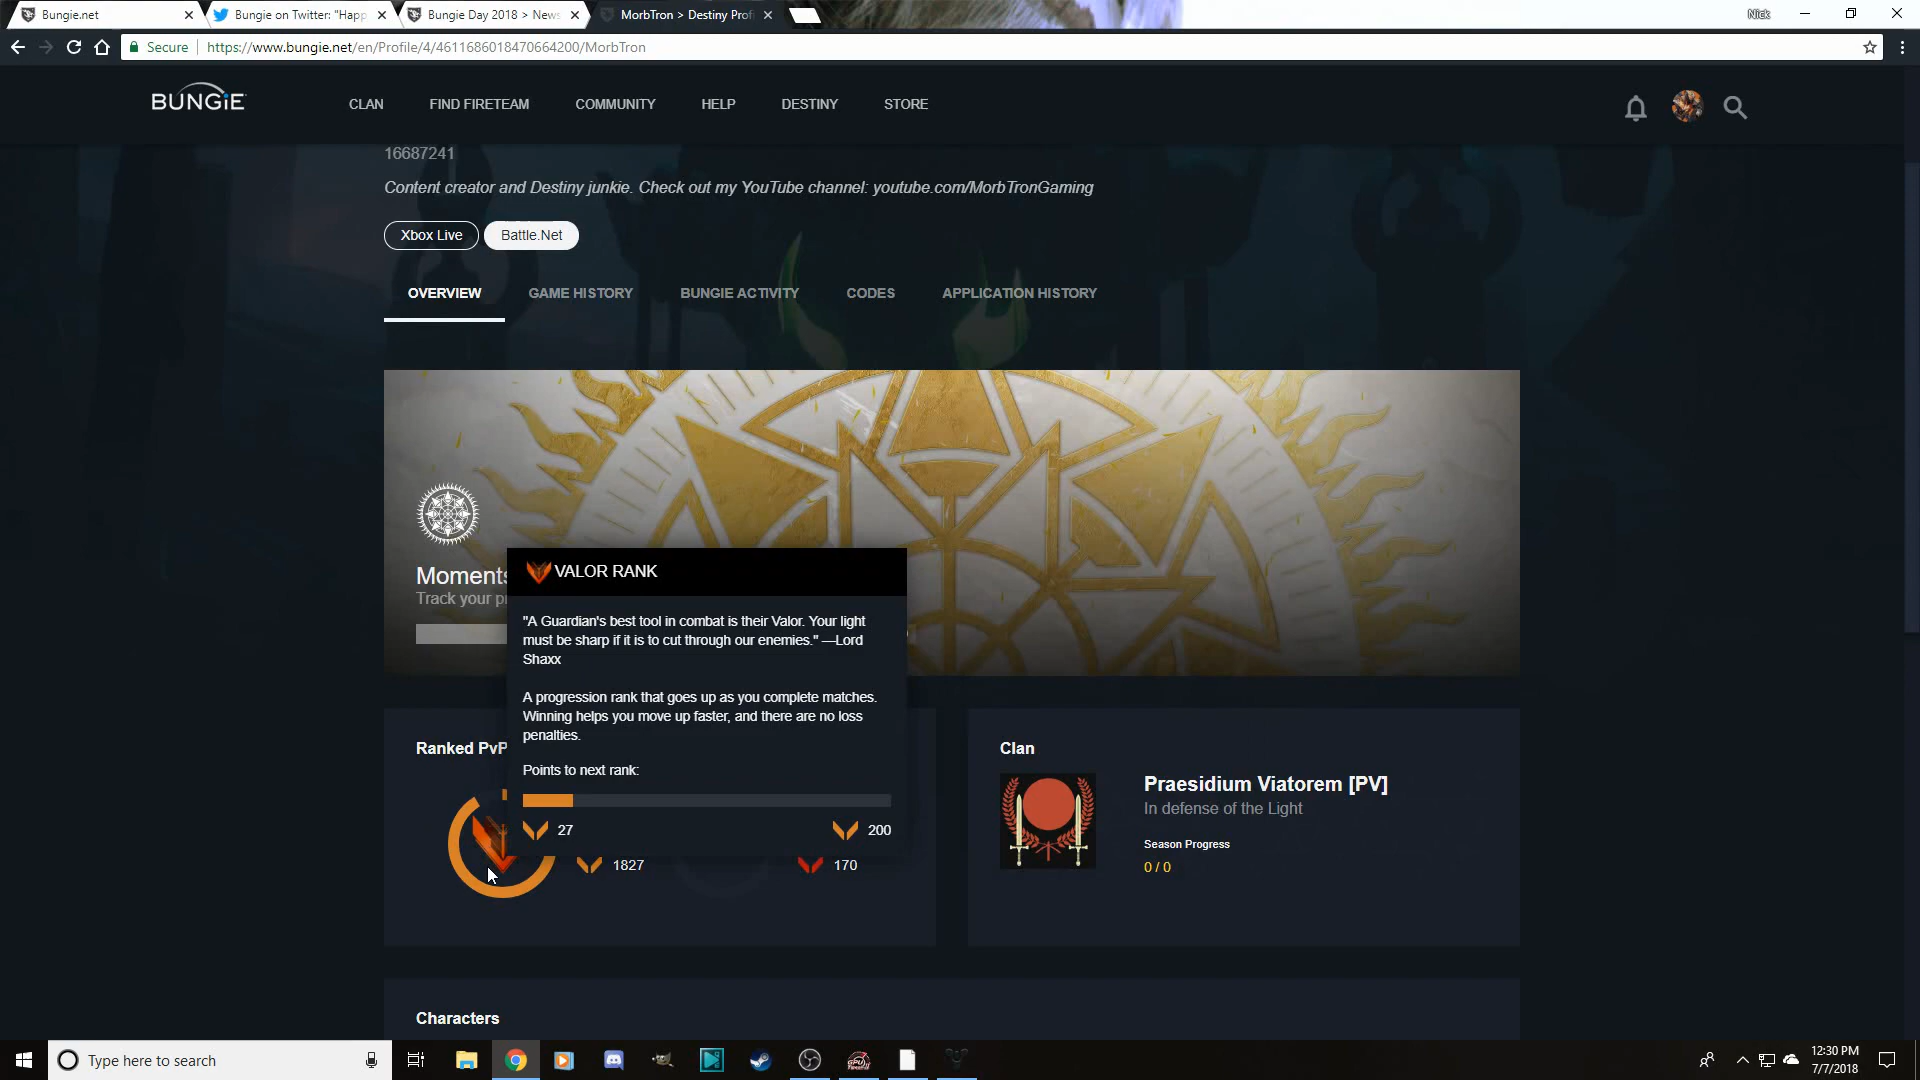 Bungie.net
Bungie on Twitter: "Happ
Bungie Day 2018 > News
MorbTron > Destiny Prof
Nick
Secure
https://www.bungie.net/en/Profile/4/4611686018470664200/MorbTron
BUNGiE
CLAN
FIND FIRETEAM
COMMUNITY
HELP
DESTINY
STORE
16687241
Content creator and Destiny junkie. Check out my YouTube channel: youtube.com/MorbTronGaming
Xbox Live
Battle.Net
OVERVIEW
GAME HISTORY
BUNGIE ACTIVITY
CODES
APPLICATION HISTORY
Moments
Track your
VALOR RANK
"A Guardian's best tool in combat is their Valor. Your light
must be sharp if it is to cut through our enemies." —Lord
Shaxx
A progression rank that goes up as you complete matches.
Winning helps you move up faster, and there are no loss
penalties.
Points to next rank:
27
200
Ranked PvP
1827
170
Clan
Praesidium Viatorem [PV]
In defense of the Light
Season Progress
0 / 0
Characters
Type here to search
12:30 PM
7/7/2018